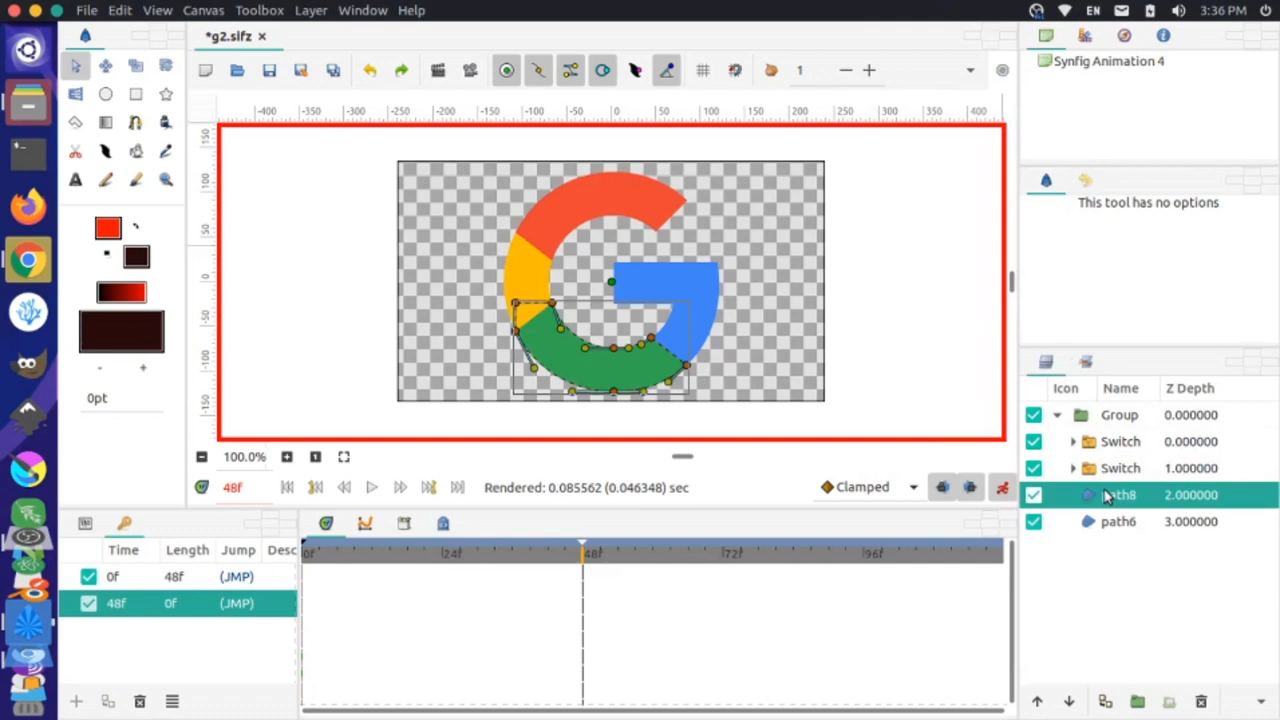 File Edit View Canvas Toolbox Layer Window Help EN 3:36 PM
*g2.sifz
Synfig Animation 4
1
-400 -350 -300 -250 -200 -150 -100 -50 0 50 100 150 200 250 300 350 400
150
100
50
0
-50
-100
-150
This tool has no options
0pt
Icon Name Z Depth
Group 0.000000
Switch 0.000000
Switch 1.000000
path8 2.000000
path6 3.000000
100.0%
48f Rendered: 0.085562 (0.046348) sec Clamped
Time Length Jump Desc
0f 48f (JMP)
48f 0f (JMP)
0f 24f 48f 72f 96f